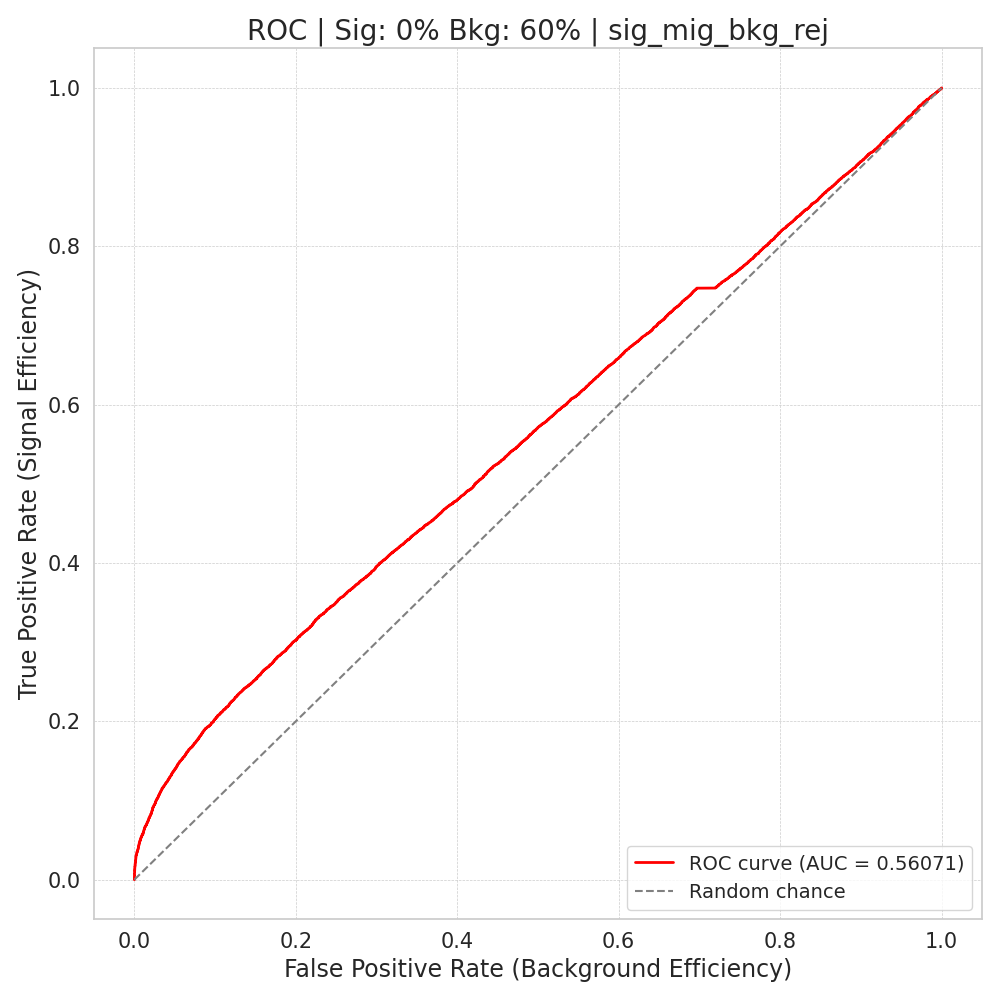 ROC | Sig: 0% Bkg: 60% | sig_mig_bkg_rej
True Positive Rate (Signal Efficiency)
1.0
0.8
0.6
0.4
0.2
0.0
ROC curve (AUC = 0.56071)
Random chance
0.0 0.2 0.4 0.6 0.8 1.0
False Positive Rate (Background Efficiency)